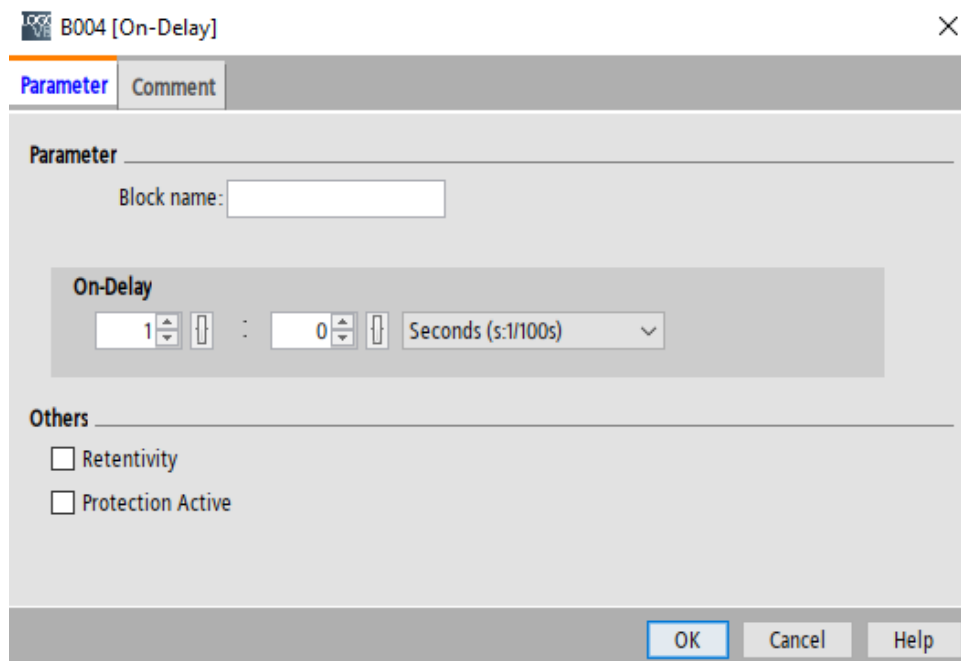 B004 [On-Delay]
Parameter Comment
Parameter
Block name:
On-Delay
1 : 0 Seconds (s:1/100s)
Others
Retentivity
Protection Active
OK Cancel Help